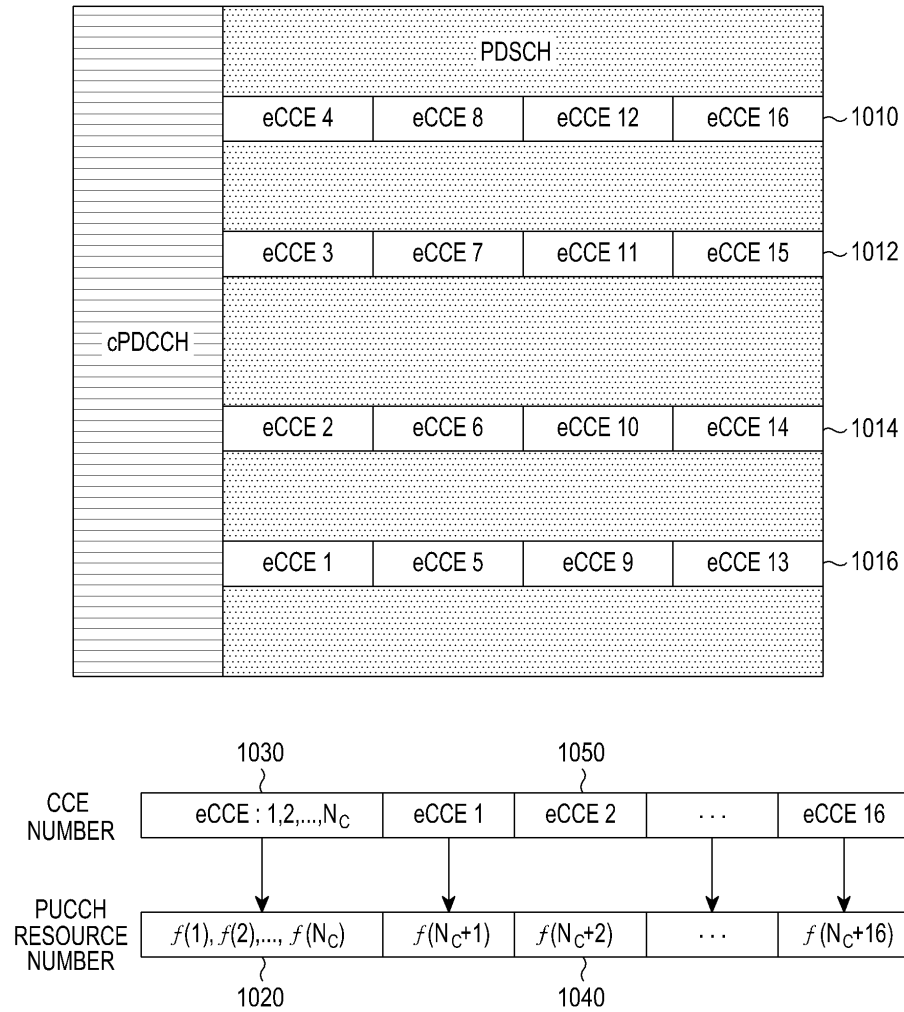 PDSCH
eCCE 4 eCCE 8 eCCE 12 eCCE 16 1010
eCCE 3 eCCE 7 eCCE 11 eCCE 15 1012
cPDCCH
eCCE 2 eCCE 6 eCCE 10 eCCE 14 1014
eCCE 1 eCCE 5 eCCE 9 eCCE 13 1016
1030 1050
CCE NUMBER eCCE : 1,2,...,N_C eCCE 1 eCCE 2 ... eCCE 16
PUCCH RESOURCE NUMBER f(1), f(2),..., f(N_C) f(N_C+1) f(N_C+2) ... f(N_C+16)
1020 1040